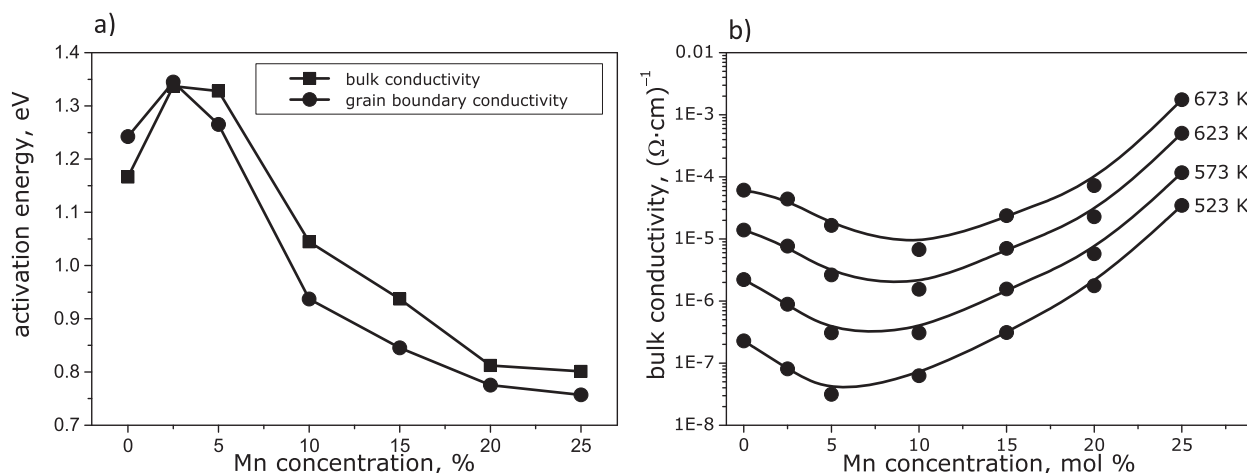 a)
activation energy, eV
1.4
1.3
1.2
1.1
1.0
0.9
0.8
0.7
bulk conductivity
grain boundary conductivity
0 5 10 15 20 25
Mn concentration, %
b)
bulk conductivity, (Ω·cm)⁻¹
0.01
1E-3
1E-4
1E-5
1E-6
1E-7
1E-8
673 K
623 K
573 K
523 K
0 5 10 15 20 25
Mn concentration, mol %